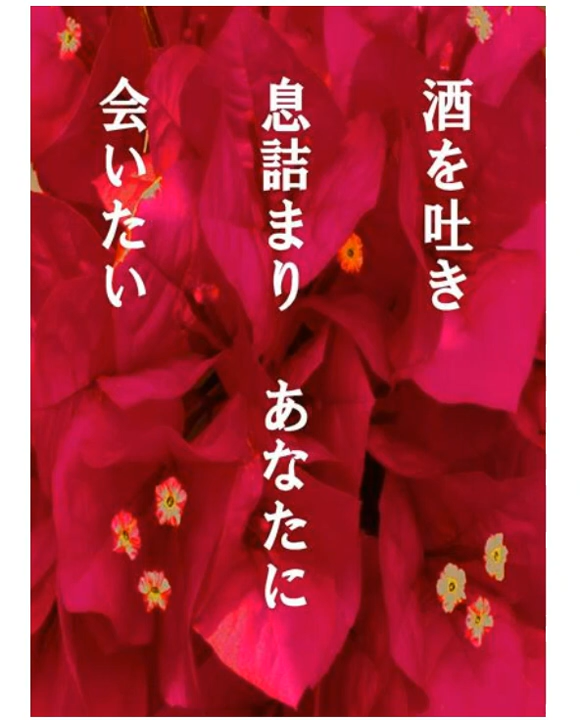 酒を吐き
息詰まり　あなたに
会いたい